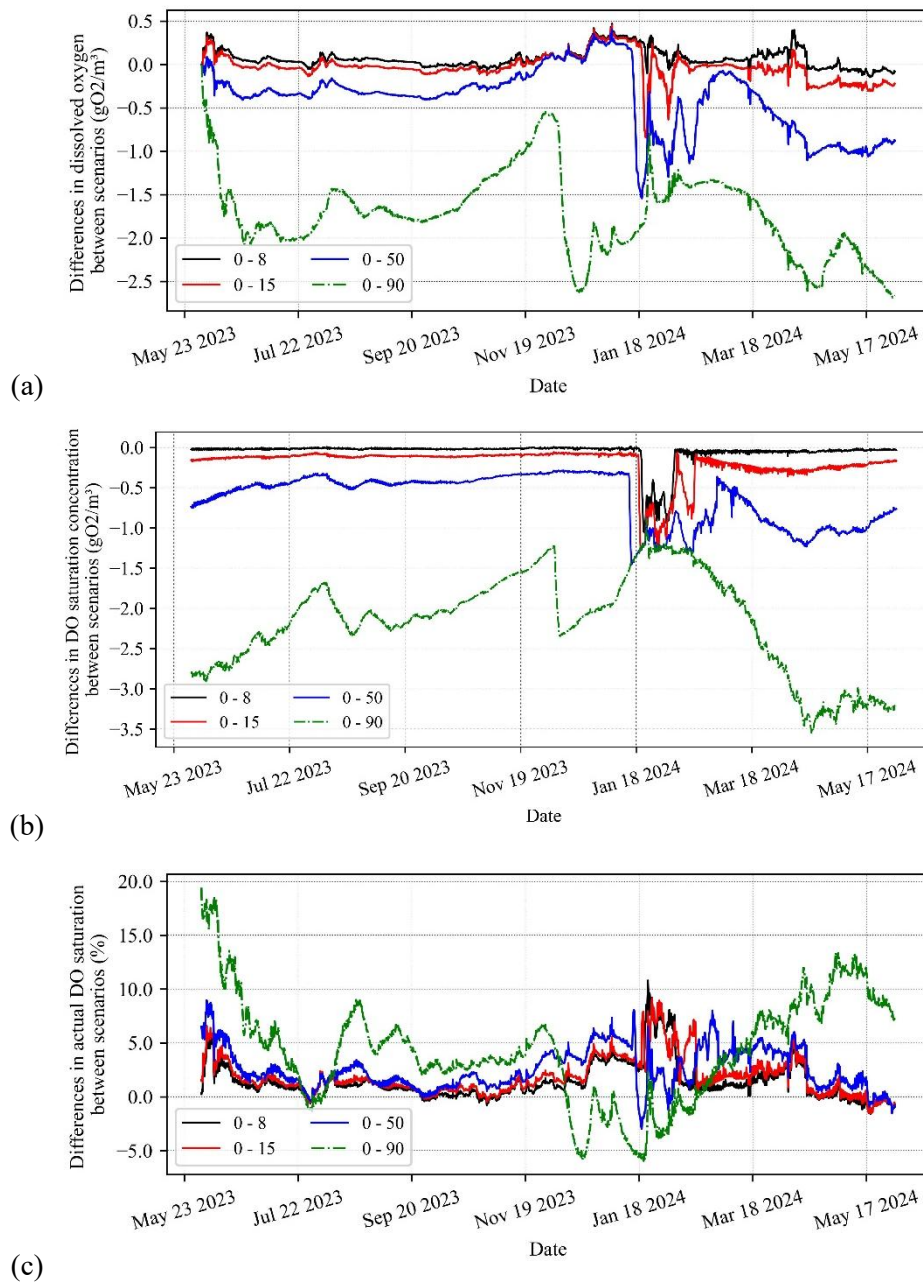 Differences in dissolved oxygen
between scenarios (gO2/m³)
0.5
0.0
−0.5
−1.0
−1.5
−2.0
−2.5
0 - 8
0 - 50
0 - 15
0 - 90
May 23 2023
Jul 22 2023
Sep 20 2023
Nov 19 2023
Jan 18 2024
Mar 18 2024
May 17 2024
Date
(a)
Differences in DO saturation concentration
between scenarios (gO2/m³)
0.0
−0.5
−1.0
−1.5
−2.0
−2.5
−3.0
−3.5
0 - 8
0 - 50
0 - 15
0 - 90
May 23 2023
Jul 22 2023
Sep 20 2023
Nov 19 2023
Jan 18 2024
Mar 18 2024
May 17 2024
Date
(b)
Differences in actual DO saturation
between scenarios (%)
20.0
15.0
10.0
5.0
0.0
−5.0
0 - 8
0 - 50
0 - 15
0 - 90
May 23 2023
Jul 22 2023
Sep 20 2023
Nov 19 2023
Jan 18 2024
Mar 18 2024
May 17 2024
Date
(c)